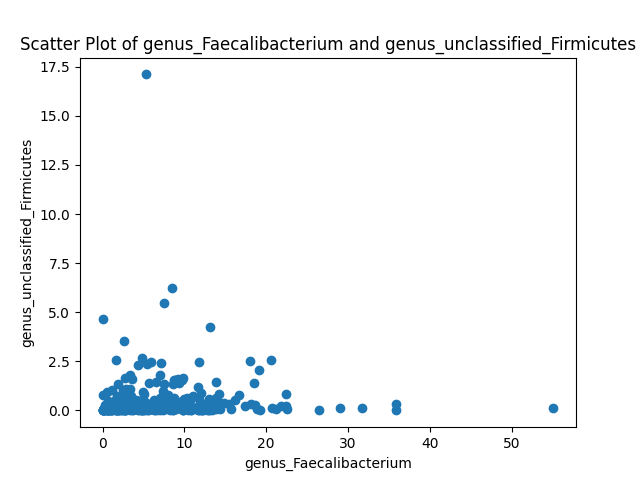 Scatter Plot of genus_Faecalibacterium and genus_unclassified_Firmicutes
17.5
15.0
12.5
10.0
7.5
5.0
2.5
0.0
genus_unclassified_Firmicutes
0 10 20 30 40 50
genus_Faecalibacterium